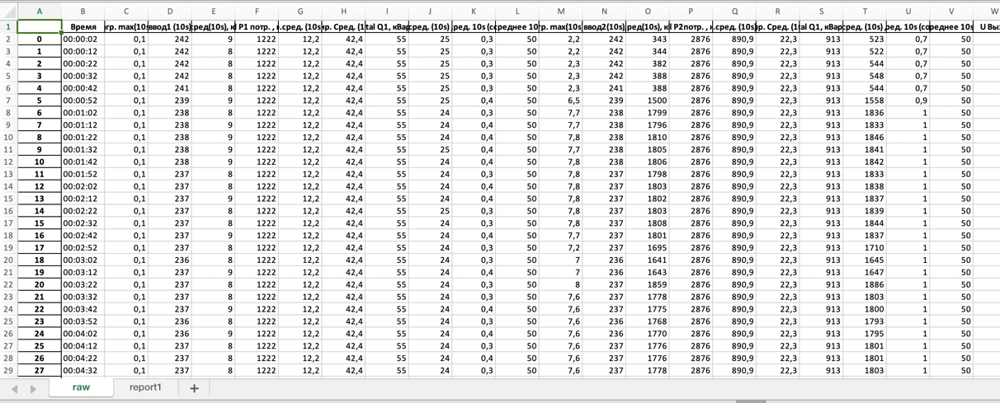 A B C D E F G H I J K L M N O P Q R S T U V W
1 Время гр. max(10s ввод1 (10s) сред(10s), к P1 потр. , н .сред. (10s) ıр. Сред. (1( tal Q1, кВар .сред. (10s) .ред. 10s (со реднее 10 гр. max(10s ввод2(10s) ред(10s), к P2потр. , к .сред. (10s) ıр. Сред. (1( tal Q1, кВар сред. (10s) ред. 10s (со реднее 10s U Вы
2 0 00:00:02 0,1 242 8 1222 12,2 42,4 55 25 0,3 50 2,2 242 343 2876 890,9 22,3 913 523 0,7 50
3 1 00:00:12 0,1 242 8 1222 12,2 42,4 55 25 0,3 50 2,2 242 344 2876 890,9 22,3 913 522 0,7 50
4 2 00:00:22 0,1 242 8 1222 12,2 42,4 55 25 0,3 50 2,3 242 382 2876 890,9 22,3 913 544 0,7 50
5 3 00:00:32 0,1 242 8 1222 12,2 42,4 55 25 0,3 50 2,3 242 388 2876 890,9 22,3 913 548 0,7 50
6 4 00:00:42 0,1 241 8 1222 12,2 42,4 55 25 0,3 50 2,3 241 388 2876 890,9 22,3 913 544 0,7 50
7 5 00:00:52 0,1 239 9 1222 12,2 42,4 55 25 0,4 50 6,5 239 1500 2876 890,9 22,3 913 1558 0,9 50
8 6 00:01:02 0,1 238 8 1222 12,2 42,4 55 24 0,3 50 7,7 238 1799 2876 890,9 22,3 913 1836 1 50
9 7 00:01:12 0,1 238 9 1222 12,2 42,4 55 24 0,4 50 7,7 238 1796 2876 890,9 22,3 913 1833 1 50
10 8 00:01:22 0,1 238 9 1222 12,2 42,4 55 24 0,4 50 7,8 238 1810 2876 890,9 22,3 913 1846 1 50
11 9 00:01:32 0,1 238 9 1222 12,2 42,4 55 25 0,4 50 7,7 238 1805 2876 890,9 22,3 913 1841 1 50
12 10 00:01:42 0,1 238 9 1222 12,2 42,4 55 24 0,4 50 7,8 238 1806 2876 890,9 22,3 913 1842 1 50
13 11 00:01:52 0,1 237 8 1222 12,2 42,4 55 24 0,3 50 7,8 237 1798 2876 890,9 22,3 913 1833 1 50
14 12 00:02:02 0,1 237 8 1222 12,2 42,4 55 24 0,4 50 7,8 237 1803 2876 890,9 22,3 913 1838 1 50
15 13 00:02:12 0,1 237 9 1222 12,2 42,4 55 24 0,4 50 7,8 237 1802 2876 890,9 22,3 913 1837 1 50
16 14 00:02:22 0,1 237 8 1222 12,2 42,4 55 25 0,3 50 7,8 237 1803 2876 890,9 22,3 913 1839 1 50
17 15 00:02:32 0,1 237 8 1222 12,2 42,4 55 24 0,3 50 7,8 237 1808 2876 890,9 22,3 913 1844 1 50
18 16 00:02:42 0,1 237 9 1222 12,2 42,4 55 24 0,4 50 7,7 237 1801 2876 890,9 22,3 913 1837 1 50
19 17 00:02:52 0,1 237 8 1222 12,2 42,4 55 24 0,3 50 7,2 237 1695 2876 890,9 22,3 913 1710 1 50
20 18 00:03:02 0,1 236 8 1222 12,2 42,4 55 24 0,3 50 7 236 1641 2876 890,9 22,3 913 1645 1 50
21 19 00:03:12 0,1 237 9 1222 12,2 42,4 55 24 0,4 50 7 236 1643 2876 890,9 22,3 913 1647 1 50
22 20 00:03:22 0,1 237 8 1222 12,2 42,4 55 24 0,3 50 8 237 1859 2876 890,9 22,3 913 1886 1 50
23 21 00:03:32 0,1 237 8 1222 12,2 42,4 55 24 0,3 50 7,6 237 1778 2876 890,9 22,3 913 1803 1 50
24 22 00:03:42 0,1 237 9 1222 12,2 42,4 55 24 0,4 50 7,6 237 1775 2876 890,9 22,3 913 1800 1 50
25 23 00:03:52 0,1 236 8 1222 12,2 42,4 55 24 0,3 50 7,6 236 1768 2876 890,9 22,3 913 1793 1 50
26 24 00:04:02 0,1 236 9 1222 12,2 42,4 55 24 0,4 50 7,6 236 1770 2876 890,9 22,3 913 1795 1 50
27 25 00:04:12 0,1 237 8 1222 12,2 42,4 55 24 0,4 50 7,6 237 1776 2876 890,9 22,3 913 1801 1 50
28 26 00:04:22 0,1 237 8 1222 12,2 42,4 55 24 0,4 50 7,6 237 1776 2876 890,9 22,3 913 1801 1 50
29 27 00:04:32 0,1 237 8 1222 12,2 42,4 55 24 0,3 50 7,6 237 1778 2876 890,9 22,3 913 1803 1 50
raw report1 +